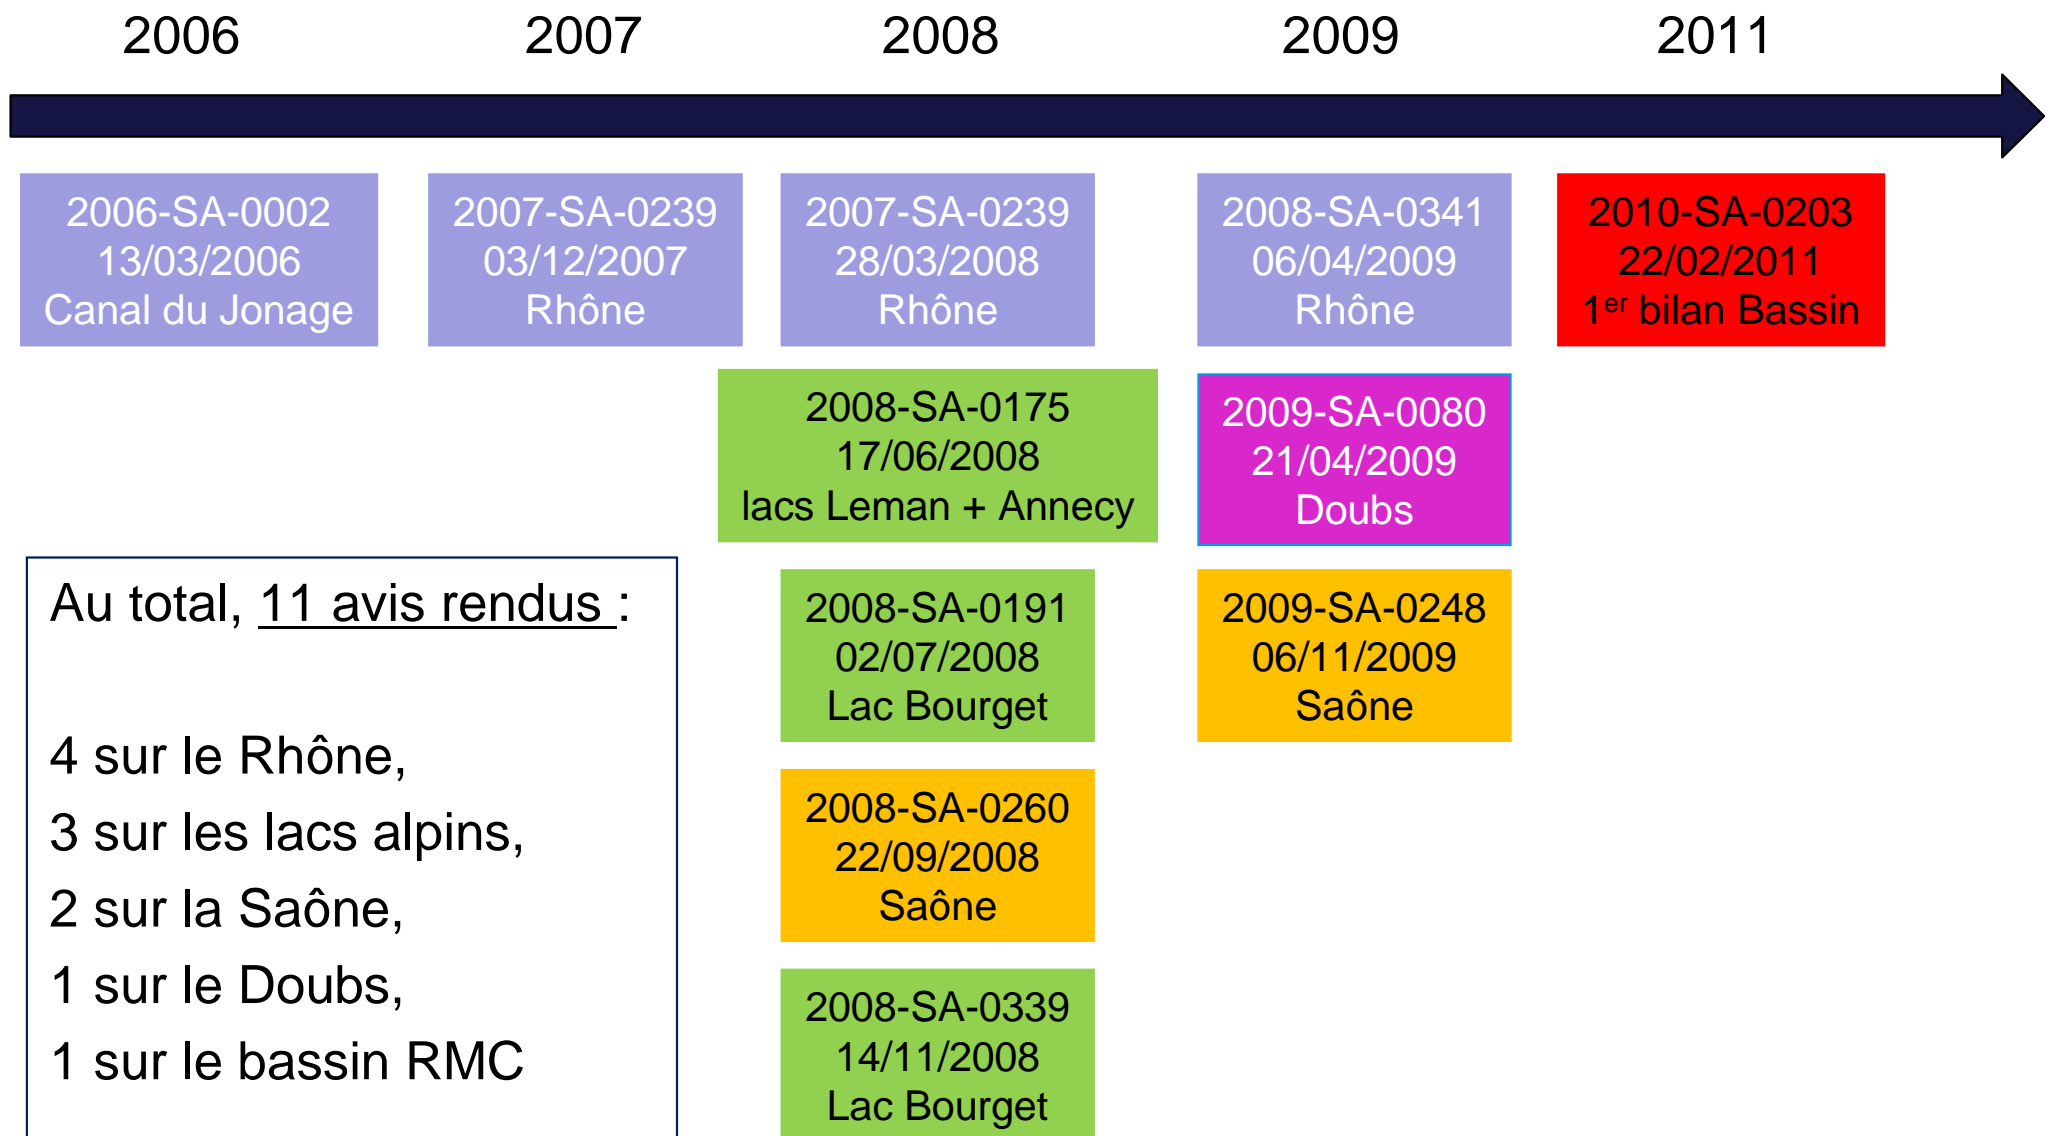 2006
2007
2008
2009
2011
2006-SA-0002
13/03/2006
Canal du Jonage
2007-SA-0239
03/12/2007
Rhône
2007-SA-0239
28/03/2008
Rhône
2008-SA-0341
06/04/2009
Rhône
2010-SA-0203
22/02/2011
1er bilan Bassin
2008-SA-0175
17/06/2008
lacs Leman + Annecy
2009-SA-0080
21/04/2009
Doubs
2008-SA-0191
02/07/2008
Lac Bourget
2009-SA-0248
06/11/2009
Saône
2008-SA-0260
22/09/2008
Saône
2008-SA-0339
14/11/2008
Lac Bourget
Au total, 11 avis rendus :
4 sur le Rhône,
3 sur les lacs alpins,
2 sur la Saône,
1 sur le Doubs,
1 sur le bassin RMC